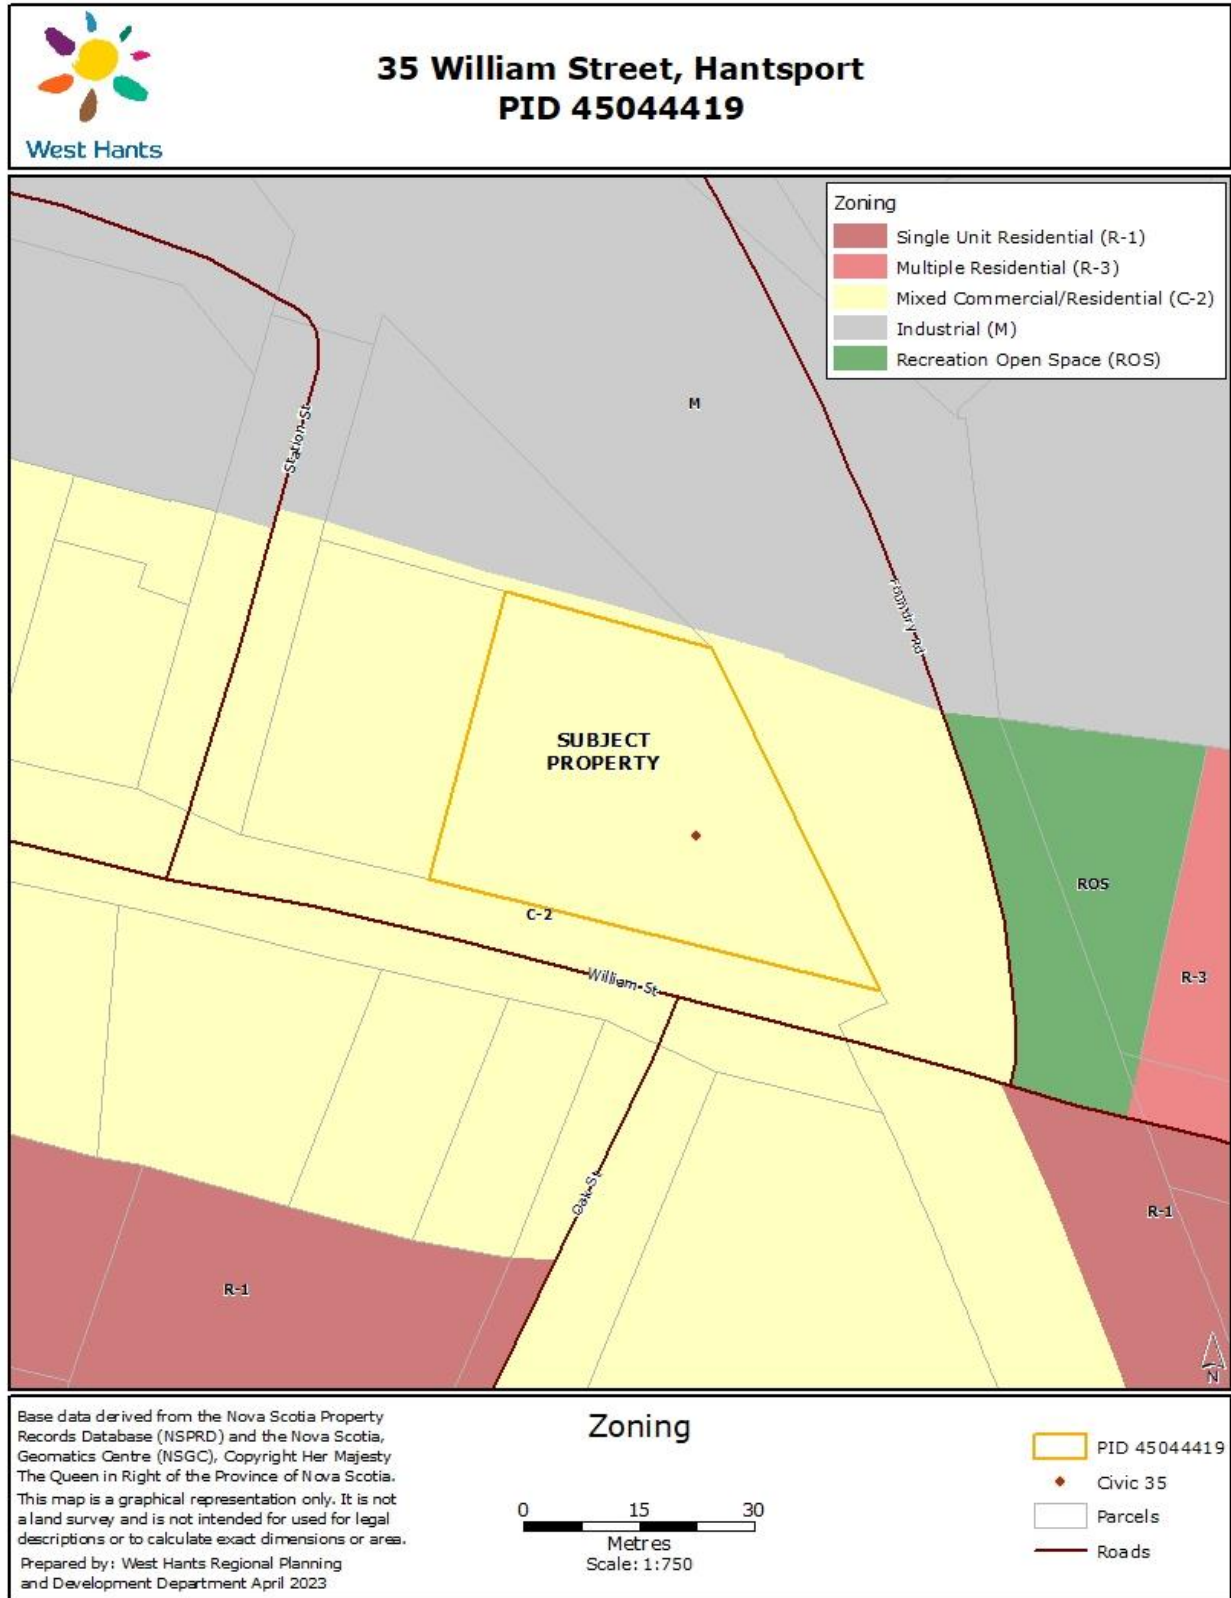 West Hants
35 William Street, Hantsport
PID 45044419
Zoning
Single Unit Residential (R-1)
Multiple Residential (R-3)
Mixed Commercial/Residential (C-2)
Industrial (M)
Recreation Open Space (ROS)
M
Station St
Foundry Rd
SUBJECT
PROPERTY
ROS
C-2
R-3
William St
Oak St
R-1
R-1
N
Base data derived from the Nova Scotia Property
Records Database (NSPRD) and the Nova Scotia,
Geomatics Centre (NSGC), Copyright Her Majesty
The Queen in Right of the Province of Nova Scotia.
This map is a graphical representation only. It is not
a land survey and is not intended for used for legal
descriptions or to calculate exact dimensions or area.
Prepared by: West Hants Regional Planning
and Development Department April 2023
Zoning
0 15 30
Metres
Scale: 1:750
PID 45044419
Civic 35
Parcels
Roads